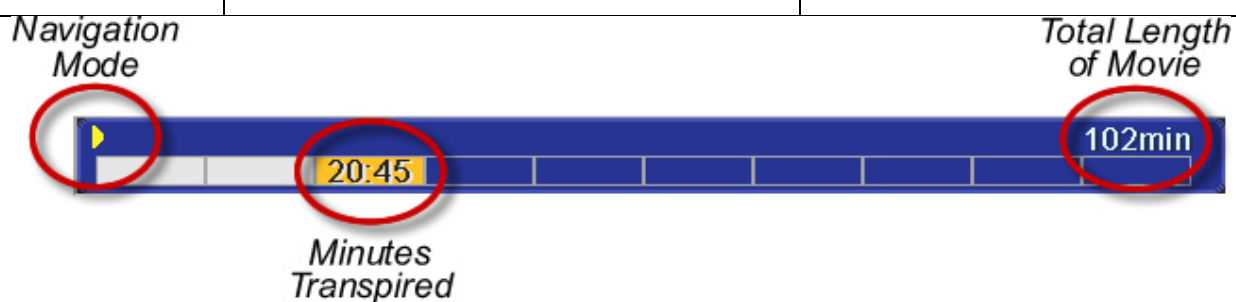 Navigation
Mode
Total Length
of Movie
102min
20:45
Minutes
Transpired